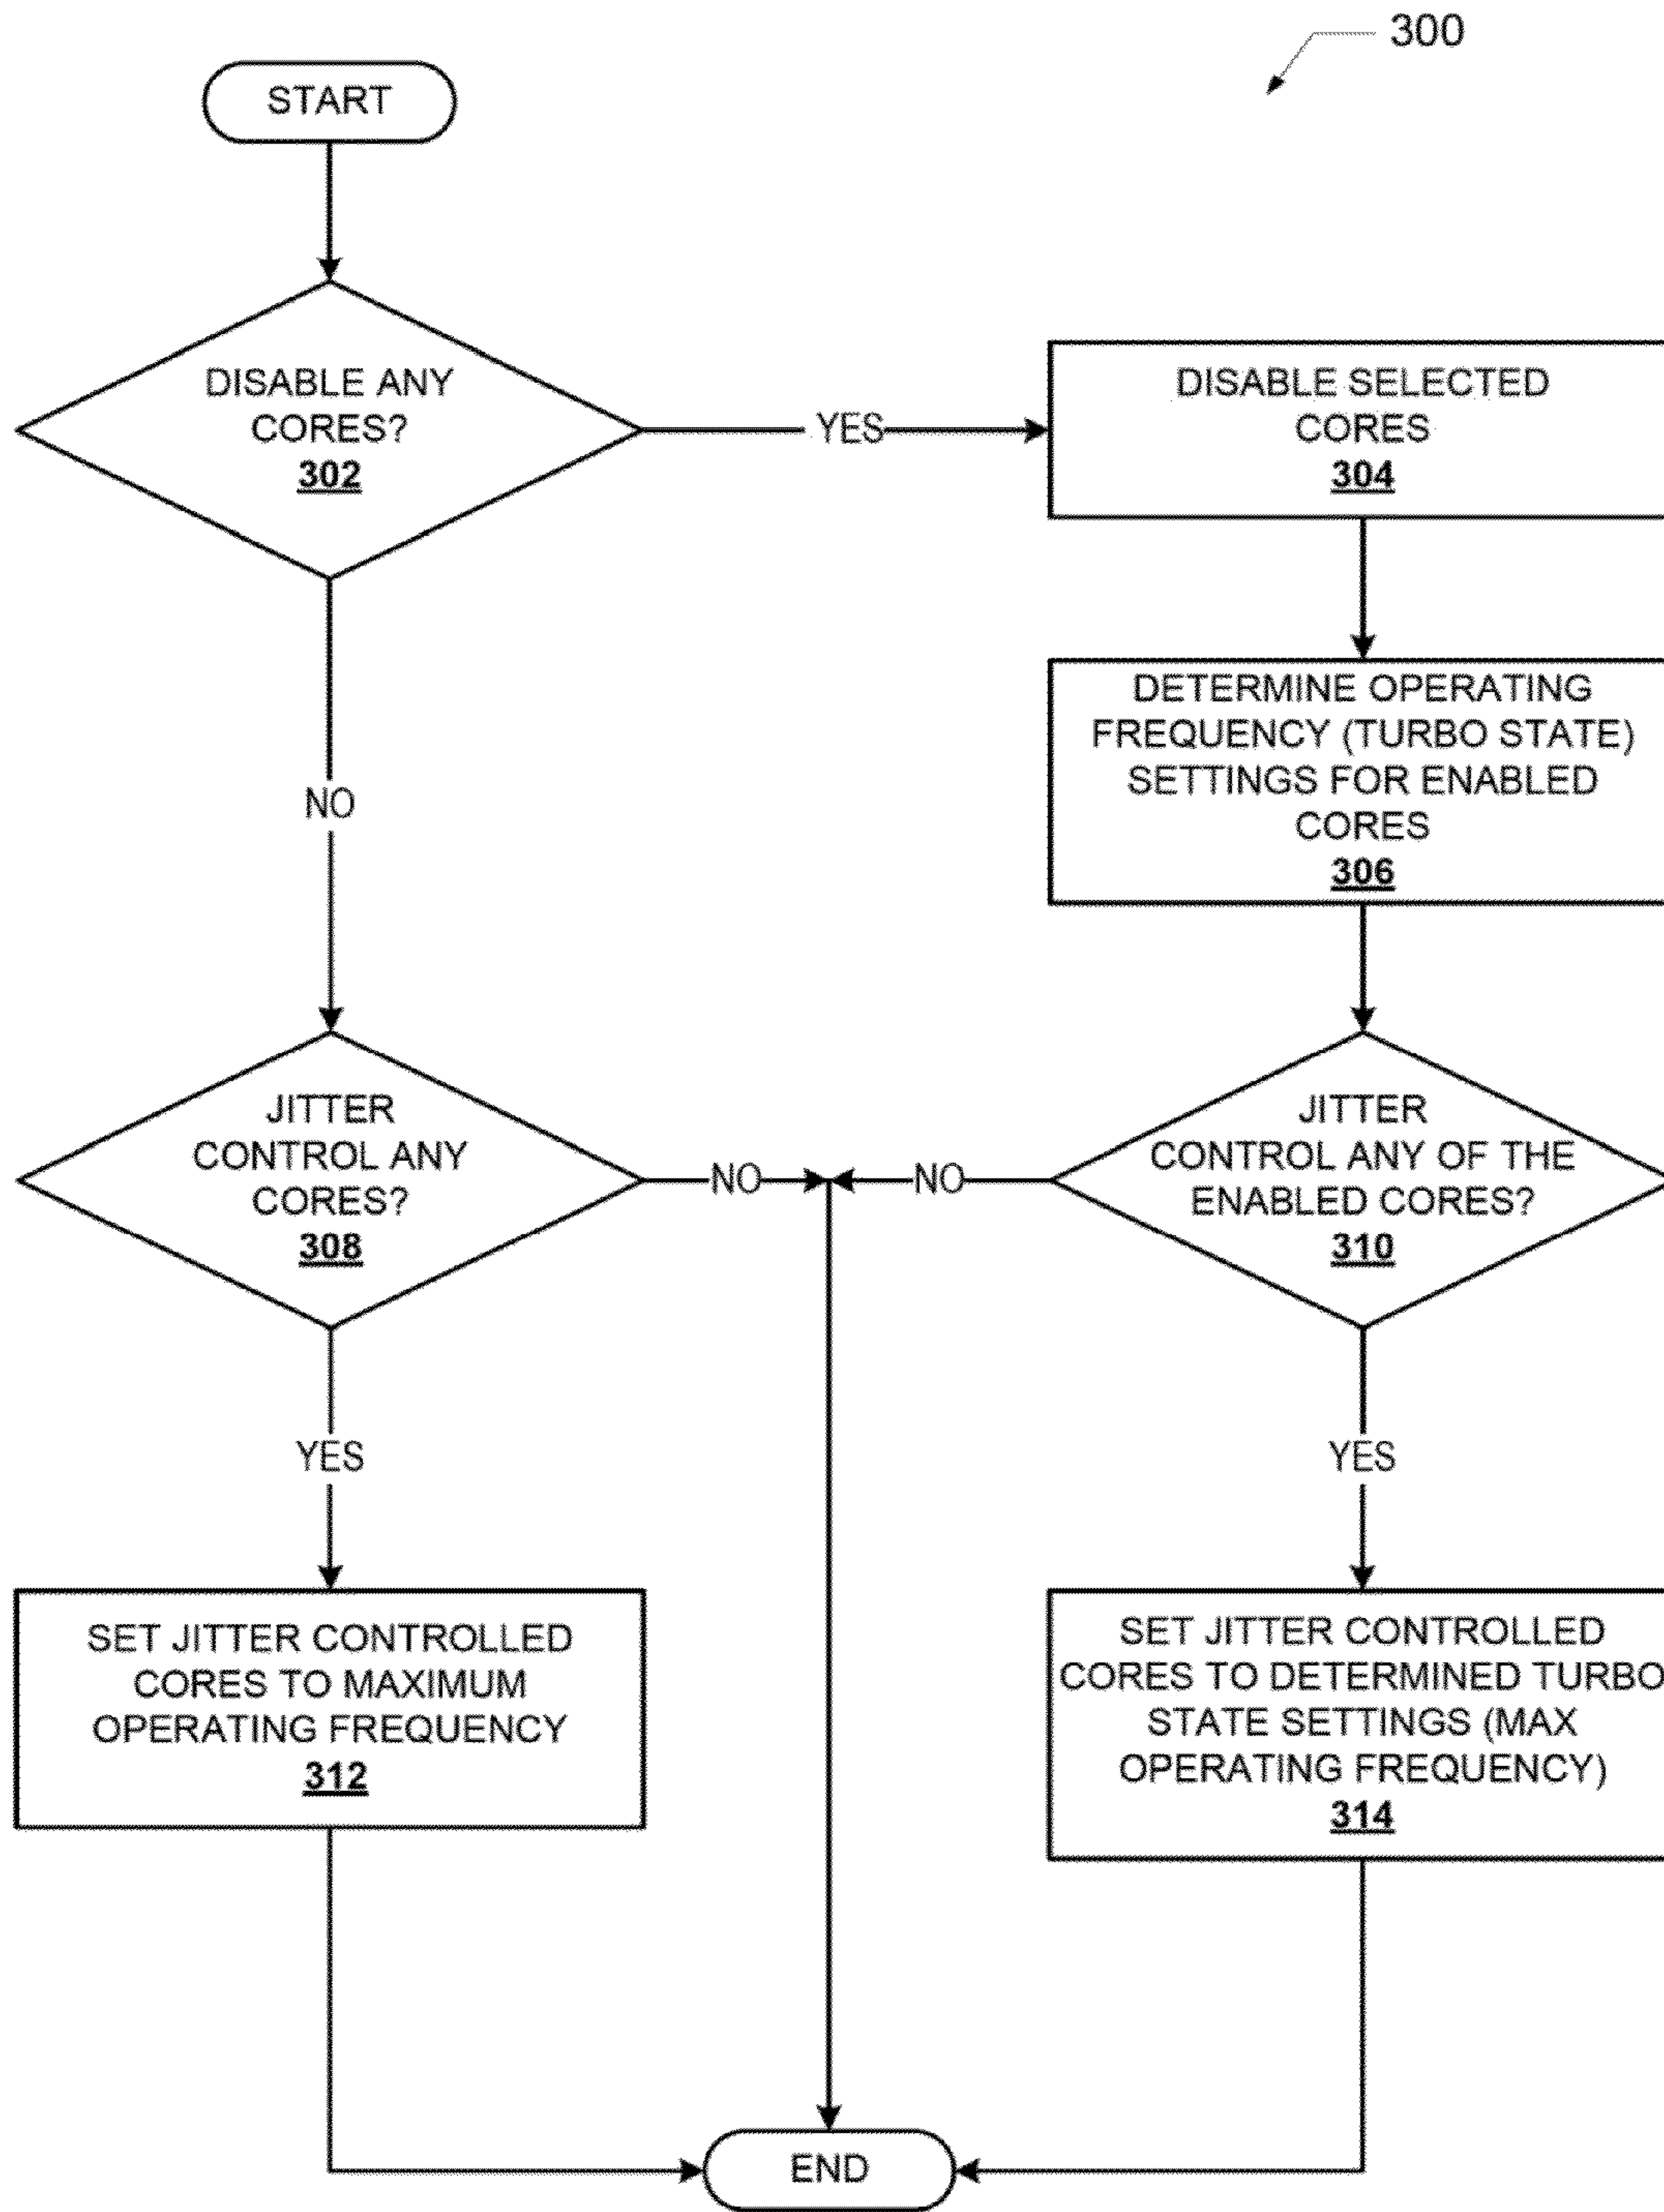 300
START
DISABLE ANY
CORES?
302
YES
DISABLE SELECTED
CORES
304
DETERMINE OPERATING
FREQUENCY (TURBO STATE)
SETTINGS FOR ENABLED
CORES
306
NO
JITTER
CONTROL ANY
CORES?
308
NO
NO
JITTER
CONTROL ANY OF THE
ENABLED CORES?
310
YES
YES
SET JITTER CONTROLLED
CORES TO MAXIMUM
OPERATING FREQUENCY
312
SET JITTER CONTROLLED
CORES TO DETERMINED TURBO
STATE SETTINGS (MAX
OPERATING FREQUENCY)
314
END